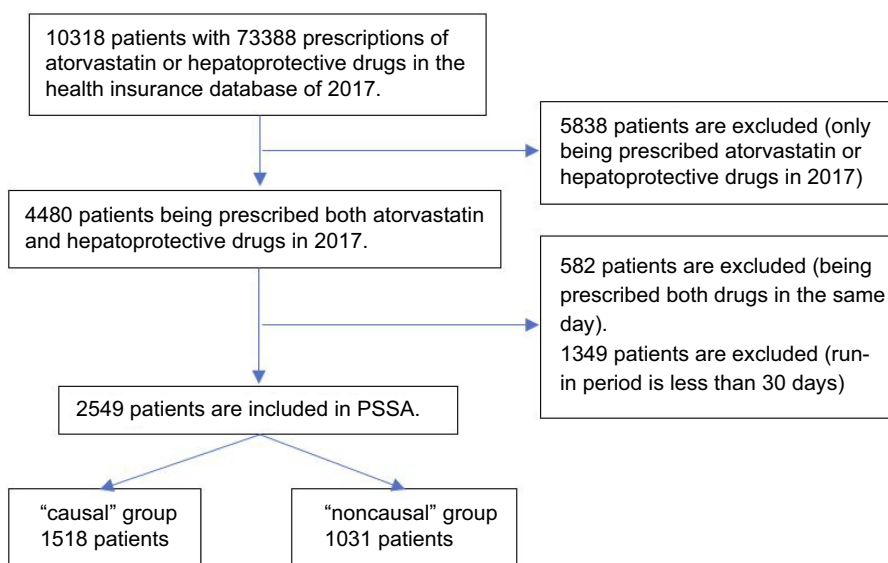 10318 patients with 73388 prescriptions of
atorvastatin or hepatoprotective drugs in the
health insurance database of 2017.
5838 patients are excluded (only
being prescribed atorvastatin or
hepatoprotective drugs in 2017)
4480 patients being prescribed both atorvastatin
and hepatoprotective drugs in 2017.
582 patients are excluded (being
prescribed both drugs in the same
day).
1349 patients are excluded (run-
in period is less than 30 days)
2549 patients are included in PSSA.
“causal” group
1518 patients
“noncausal” group
1031 patients